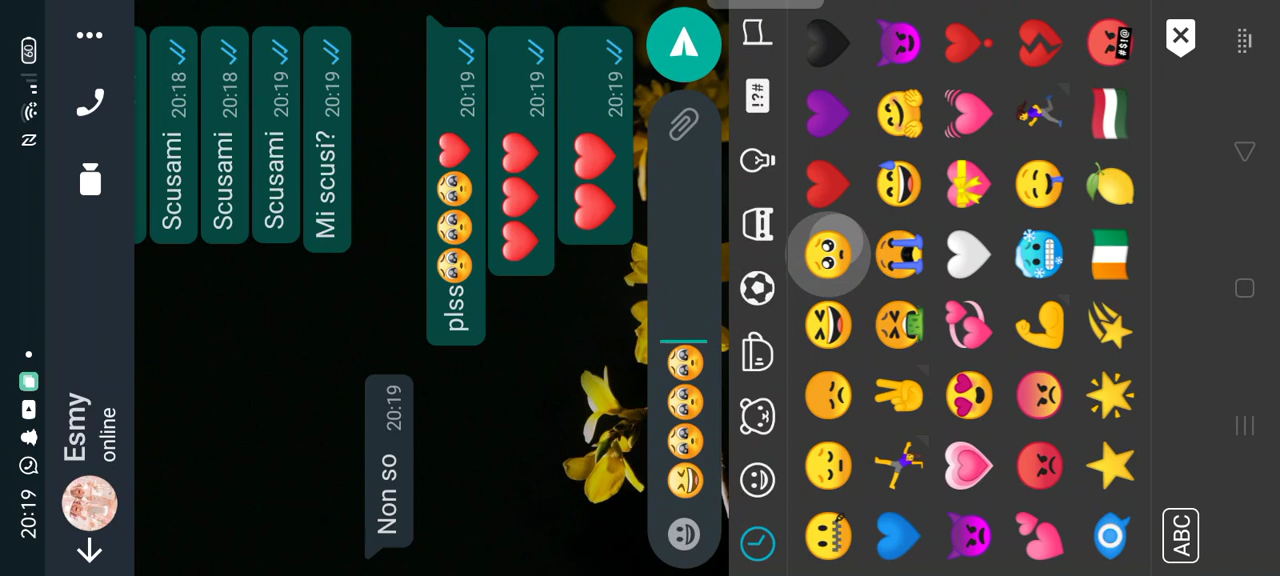 20:19
60
Esmy
online
Scusami 20:18
Scusami 20:18
Scusami 20:19
Mi scusi? 20:19
Non so 20:19
plss🥺🥺🥺❤️ 20:19
❤️❤️❤️ 20:19
❤️❤️ 20:19
😆🥺🥺🥺
!?#
#$!@
ABC